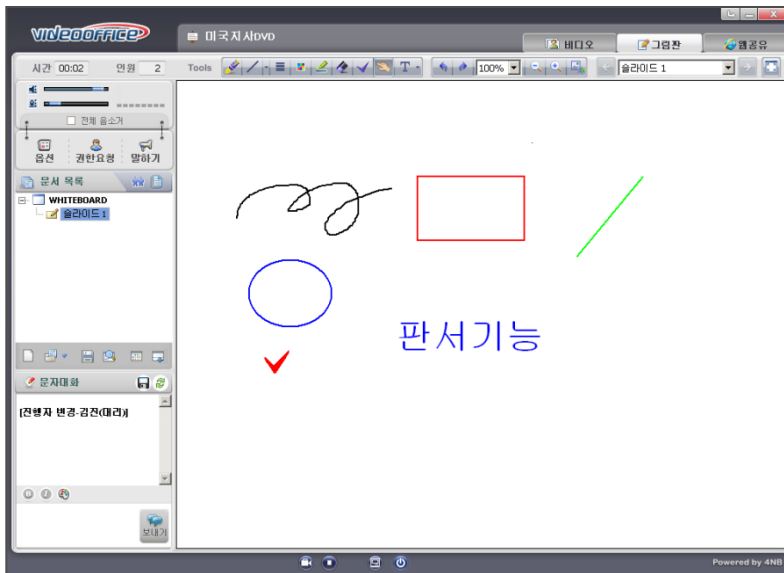 VIDEOOFFICE
미국지사DVD
비디오
그림판
웹공유
시간 00:02 인원 2
Tools
T
100%
슬라이드 1
전체 음소거
옵션 권한요청 말하기
문서 목록
WHITEBOARD
슬라이드 1
판서기능
문자대화
[진행자 변경-김진(대리)]
보내기
Powered by 4NB